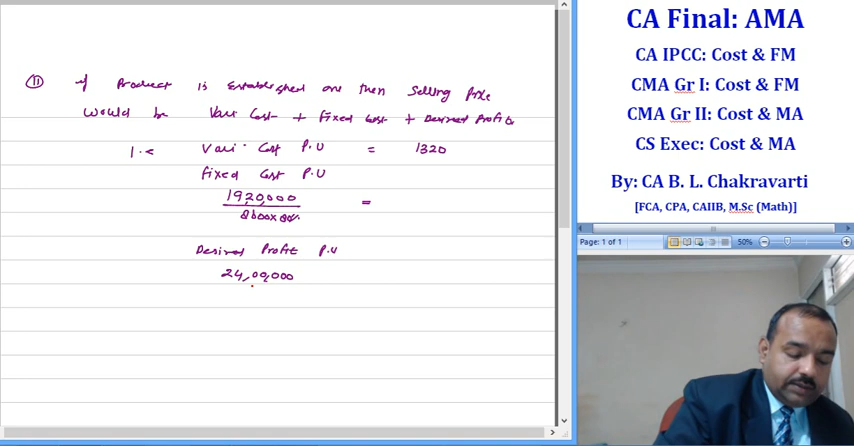 (11) if Product is established one then selling price
would be Vari Cost + Fixed Cost + Desired Profit
i.e Vari. Cost P.U = 1320
fixed Cost P.U
1920,000 =
Desired Profit P.U
24,00,000
CA Final: AMA
CA IPCC: Cost & FM
CMA Gr I: Cost & FM
CMA Gr II: Cost & MA
CS Exec: Cost & MA
By: CA B. L. Chakravarti
[FCA, CPA, CAIIB, M.Sc (Math)]
Page: 1 of 1
50%